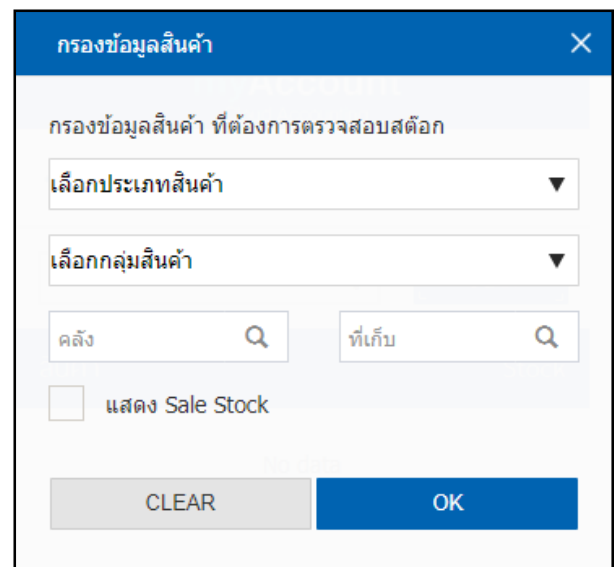 กรองข้อมูลสินค้า
Account
กรองข้อมูลสินค้า ที่ต้องการตรวจสอบสต๊อก
เลือกประเภทสินค้า
เลือกกลุ่มสินค้า
คลัง ที่เก็บ
แสดง Sale Stock
No data
CLEAR OK